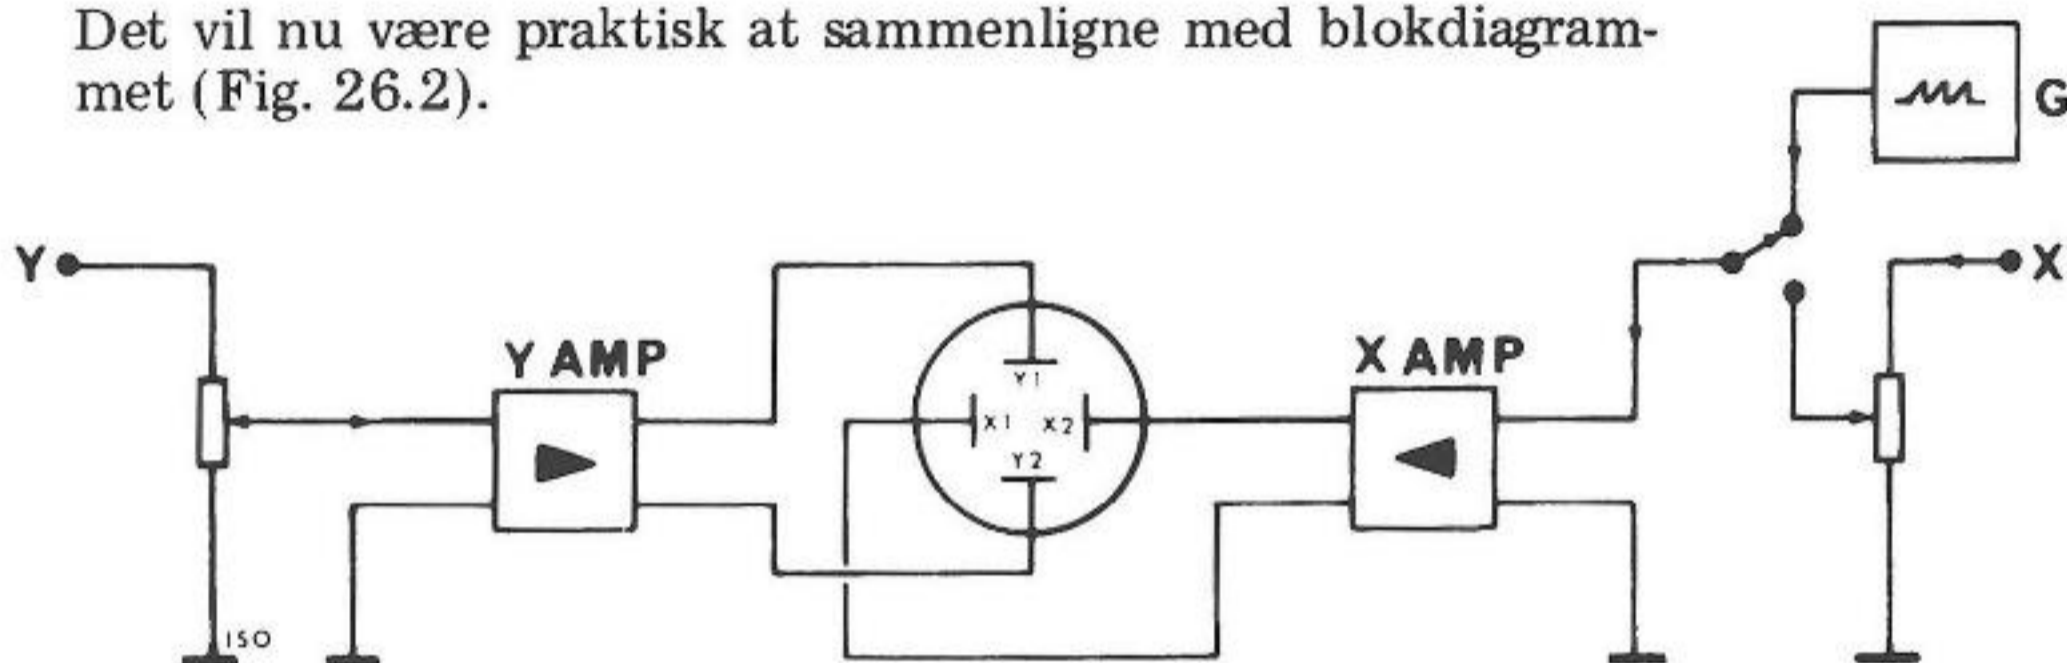 Det vil nu være praktisk at sammenligne med blokdiagram-
met (Fig. 26.2).
G
Y
X
Y AMP
X AMP
Y1
X1 X2
Y2
ISO